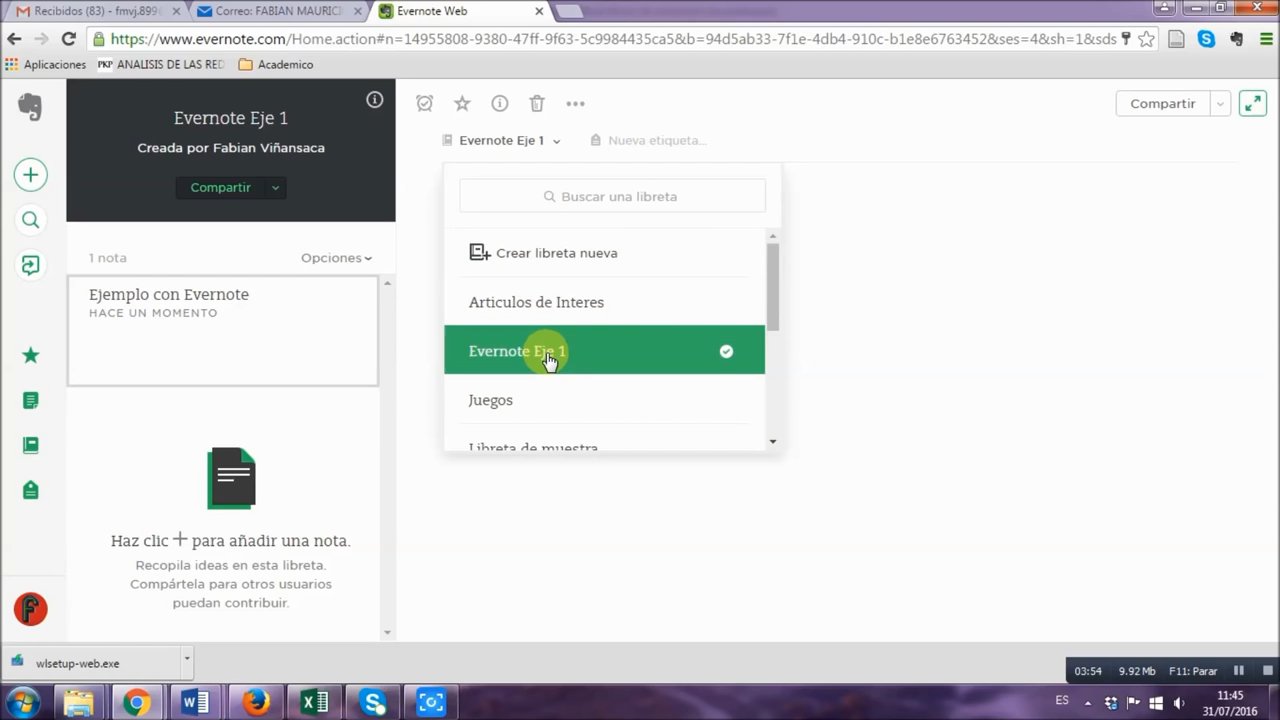 Recibidos (83) - fmvj.899
Correo: FABIAN MAURICI
Evernote Web
https://www.evernote.com/Home.action#n=14955808-9380-47ff-9f63-5c9984435ca5&b=94d5ab33-7f1e-4db4-910c-b1e8e6763452&ses=4&sh=1&sds
Aplicaciones
PKP ANALISIS DE LAS RED
Academico
Evernote Eje 1
Creada por Fabian Viñansaca
Compartir
1 nota
Opciones
Ejemplo con Evernote
HACE UN MOMENTO
Haz clic + para añadir una nota.
Recopila ideas en esta libreta.
Compártela para otros usuarios
puedan contribuir.
Compartir
Evernote Eje 1
Nueva etiqueta...
Buscar una libreta
Crear libreta nueva
Articulos de Interes
Evernote Eje 1
Juegos
Libreta de muestra
wlsetup-web.exe
03:54
9.92 Mb
F11: Parar
ES
11:45
31/07/2016